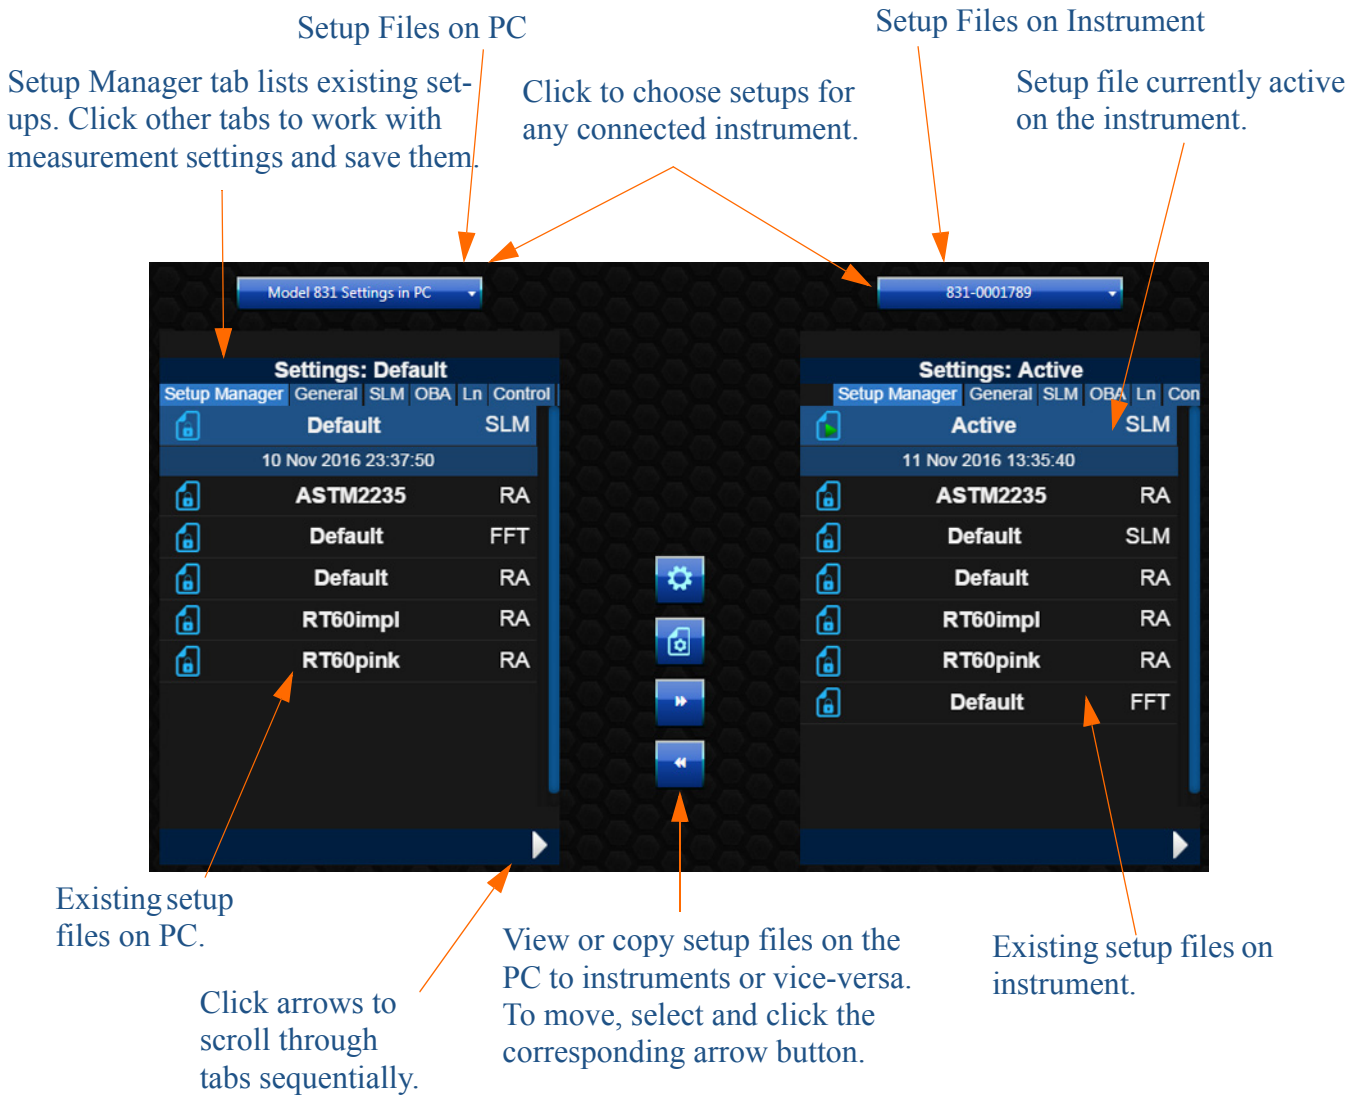 Setup Files on PC
Setup Files on Instrument
Setup Manager tab lists existing set-
ups. Click other tabs to work with
measurement settings and save them.
Click to choose setups for
any connected instrument.
Setup file currently active
on the instrument.
Model 831 Settings in PC
831-0001789
Settings: Default
Setup Manager General SLM OBA Ln Control
Default SLM
10 Nov 2016 23:37:50
ASTM2235 RA
Default FFT
Default RA
RT60impl RA
RT60pink RA
Settings: Active
Setup Manager General SLM OBA Ln Con
Active SLM
11 Nov 2016 13:35:40
ASTM2235 RA
Default SLM
Default RA
RT60impl RA
RT60pink RA
Default FFT
Existing setup
files on PC.
Click arrows to
scroll through
tabs sequentially.
View or copy setup files on the
PC to instruments or vice-versa.
To move, select and click the
corresponding arrow button.
Existing setup files on
instrument.